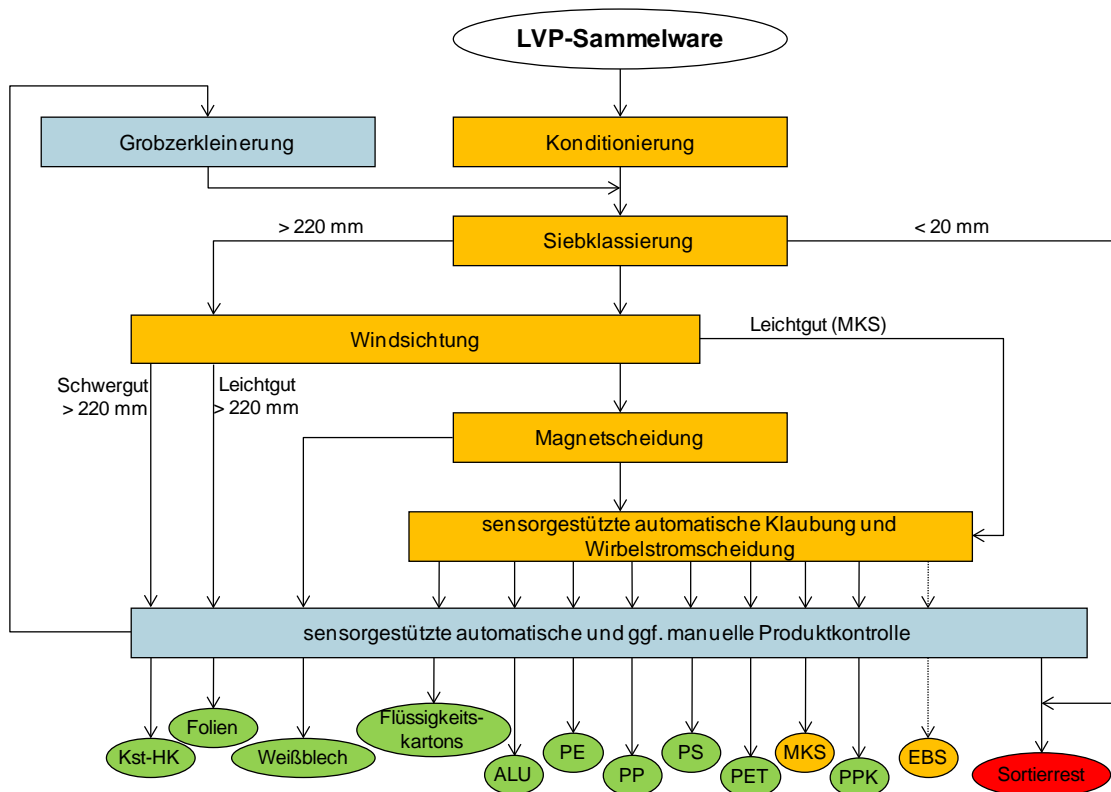 LVP-Sammelware
Grobzerkleinerung
Konditionierung
> 220 mm
Siebklassierung
< 20 mm
Windsichtung
Leichtgut (MKS)
Schwergut
> 220 mm
Leichtgut
> 220 mm
Magnetscheidung
sensorgestützte automatische Klaubung und
Wirbelstromscheidung
sensorgestützte automatische und ggf. manuelle Produktkontrolle
Kst-HK
Folien
Weißblech
Flüssigkeits-
kartons
ALU
PE
PP
PS
PET
MKS
PPK
EBS
Sortierrest